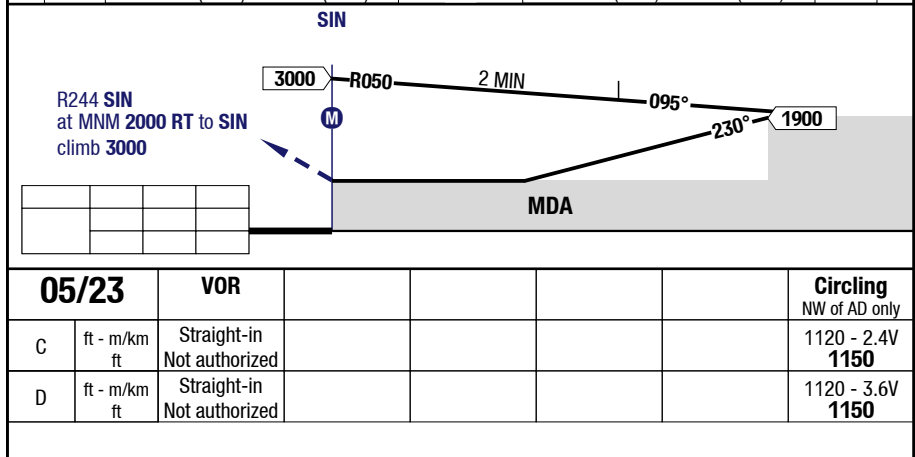 SIN
3000
R050
2 MIN
095°
230°
1900
R244 SIN
at MNM 2000 RT to SIN
climb 3000
M
MDA
05/23
VOR
Circling
NW of AD only
C
ft - m/km
ft
Straight-in
Not authorized
1120 - 2.4V
1150
D
ft - m/km
ft
Straight-in
Not authorized
1120 - 3.6V
1150